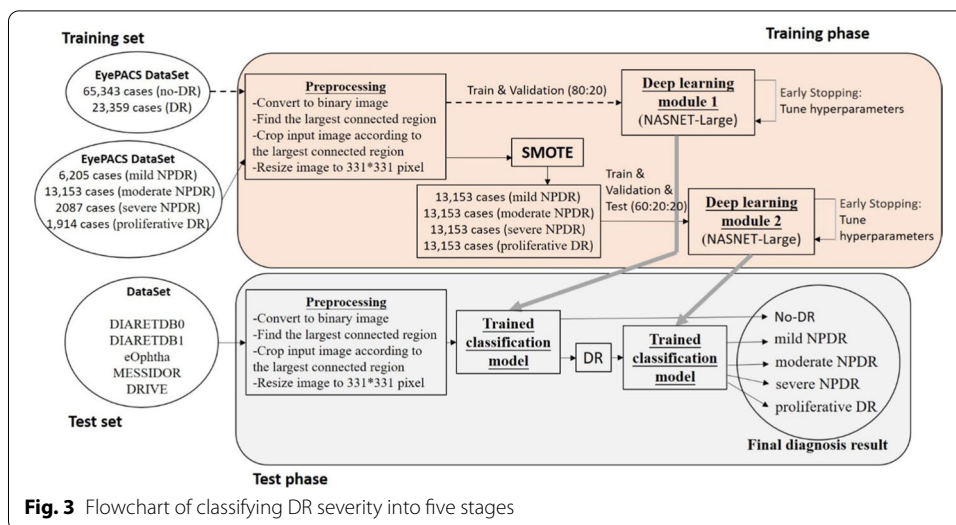 Training set
Training phase
EyePACS DataSet
65,343 cases (no-DR)
23,359 cases (DR)
EyePACS DataSet
6,205 cases (mild NPDR)
13,153 cases (moderate NPDR)
2087 cases (severe NPDR)
1,914 cases (proliferative DR)
Preprocessing
-Convert to binary image
-Find the largest connected region
-Crop input image according to
the largest connected region
-Resize image to 331*331 pixel
Train & Validation (80:20)
Deep learning
module 1
(NASNET-Large)
Early Stopping:
Tune hyperparameters
SMOTE
13,153 cases (mild NPDR)
13,153 cases (moderate NPDR)
13,153 cases (severe NPDR)
13,153 cases (proliferative DR)
Train &
Validation &
Test (60:20:20)
Deep learning
module 2
(NASNET-Large)
Early Stopping:
Tune
hyperparameters
DataSet
DIARETDB0
DIARETDB1
eOphtha
MESSIDOR
DRIVE
Test set
Preprocessing
-Convert to binary image
-Find the largest connected region
-Crop input image according to
the largest connected region
-Resize image to 331*331 pixel
Trained
classification
model
DR
Trained
classification
model
No-DR
mild NPDR
moderate NPDR
severe NPDR
proliferative DR
Final diagnosis result
Test phase
Fig. 3 Flowchart of classifying DR severity into five stages